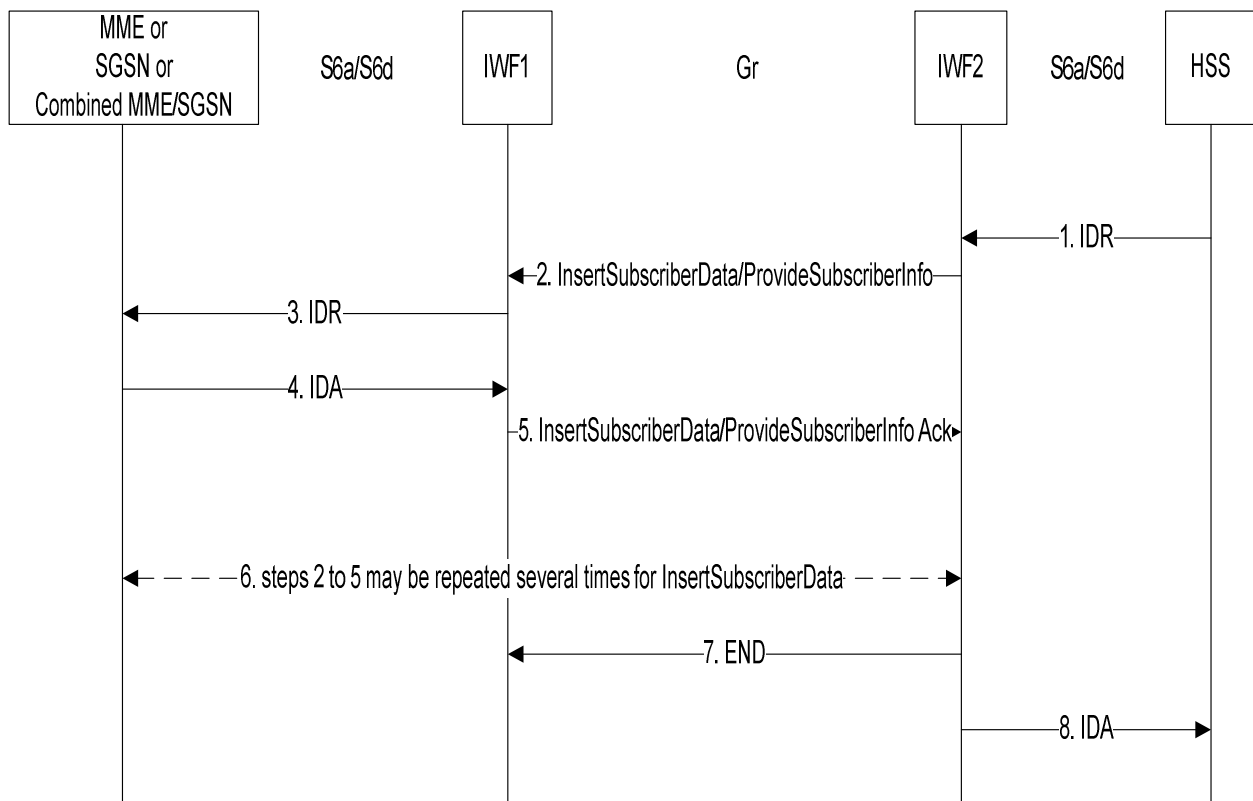 MME or
SGSN or
Combined MME/SGSN
S6a/S6d
IWF1
Gr
IWF2
S6a/S6d
HSS
1. IDR
2. InsertSubscriberData/ProvideSubscriberInfo
3. IDR
4. IDA
5. InsertSubscriberData/ProvideSubscriberInfo Ack
6. steps 2 to 5 may be repeated several times for InsertSubscriberData
7. END
8. IDA